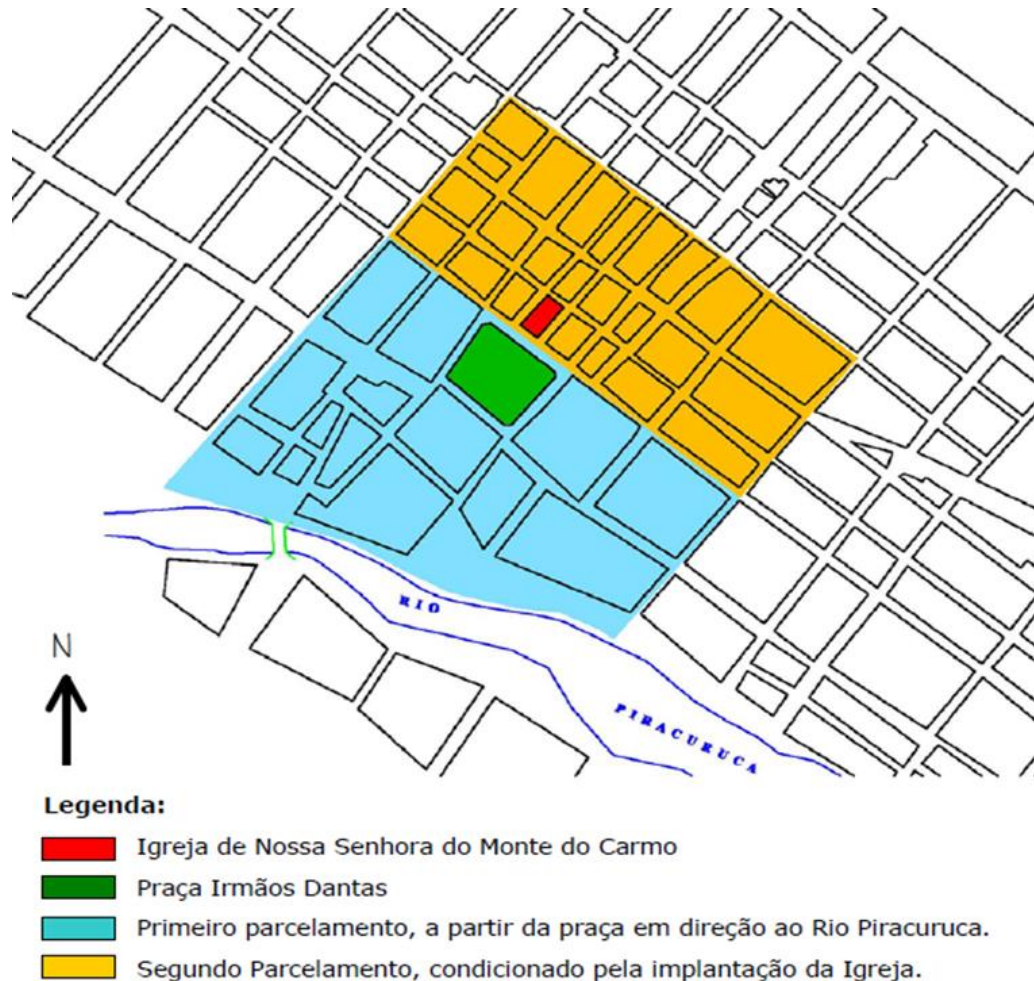 RIO
PIRACURUCA
N
Legenda:
Igreja de Nossa Senhora do Monte do Carmo
Praça Irmãos Dantas
Primeiro parcelamento, a partir da praça em direção ao Rio Piracuruca.
Segundo Parcelamento, condicionado pela implantação da Igreja.